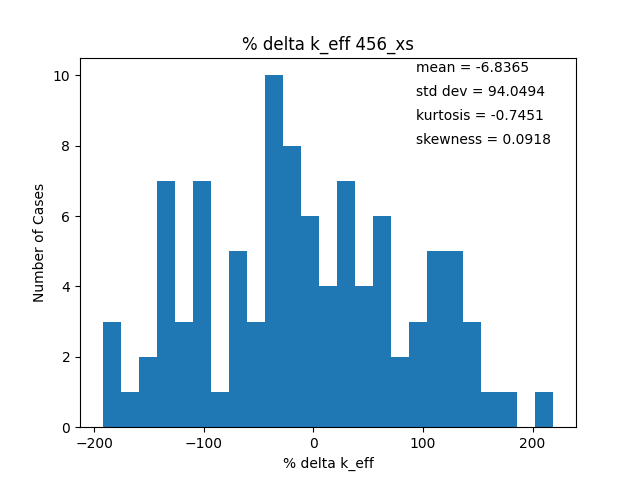 % delta k_eff 456_xs
mean = -6.8365
std dev = 94.0494
kurtosis = -0.7451
skewness = 0.0918
10
8
6
4
2
0
Number of Cases
−200
−100
0
100
200
% delta k_eff